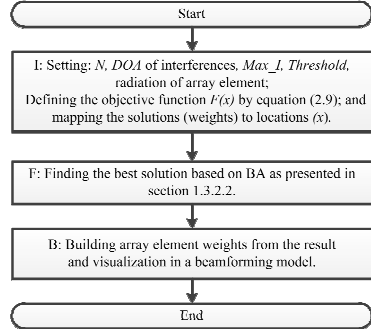 Start
I: Setting: N, DOA of interferences, Max_I, Threshold,
radiation of array element;
Defining the objective function F(x) by equation (2.9); and
mapping the solutions (weights) to locations (x).
F: Finding the best solution based on BA as presented in
section 1.3.2.2.
B: Building array element weights from the result
and visualization in a beamforming model.
End